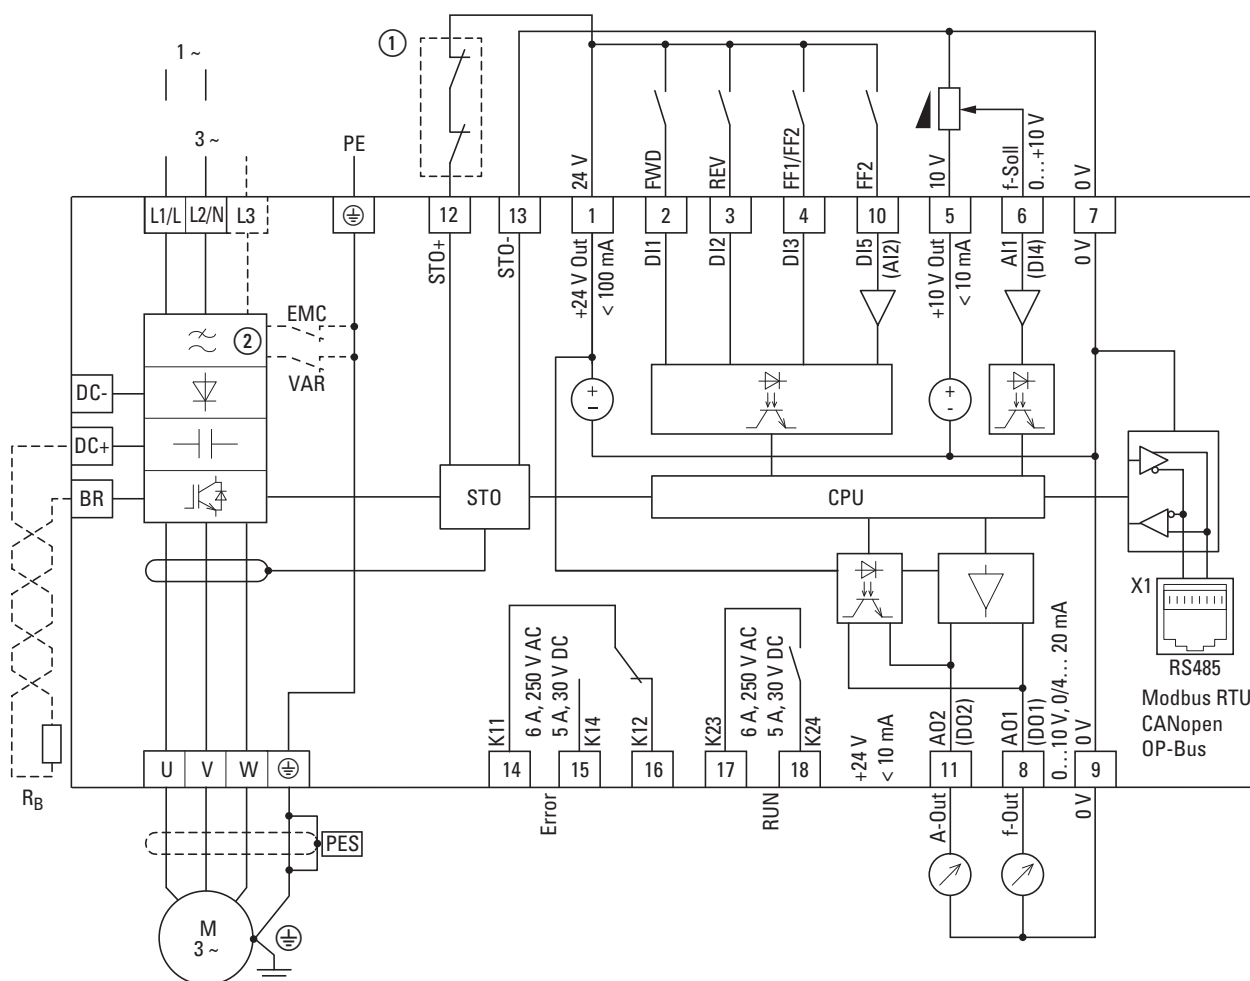 1
1 ~
3 ~
PE
24 V
FWD
REV
FF1/FF2
FF2
10 V
f-Soll
0...+10 V
0 V
L1/L
L2/N
L3
12
13
1
2
3
4
10
5
6
7
STO+
STO-
+24 V Out
< 100 mA
DI1
DI2
DI3
DI5
(AI2)
+10 V Out
< 10 mA
AI1
(DI4)
0 V
EMC
2
VAR
DC-
DC+
BR
STO
CPU
X1
RS485
Modbus RTU
CANopen
OP-Bus
K11
6 A, 250 V AC
5 A, 30 V DC
K14
K12
K23
6 A, 250 V AC
5 A, 30 V DC
K24
+24 V
< 10 mA
AO2
(DO2)
AO1
(DO1)
0...10 V, 0/4... 20 mA
0 V
U
V
W
14
15
16
17
18
11
8
9
RB
Error
RUN
A-Out
f-Out
0 V
PES
M
3 ~